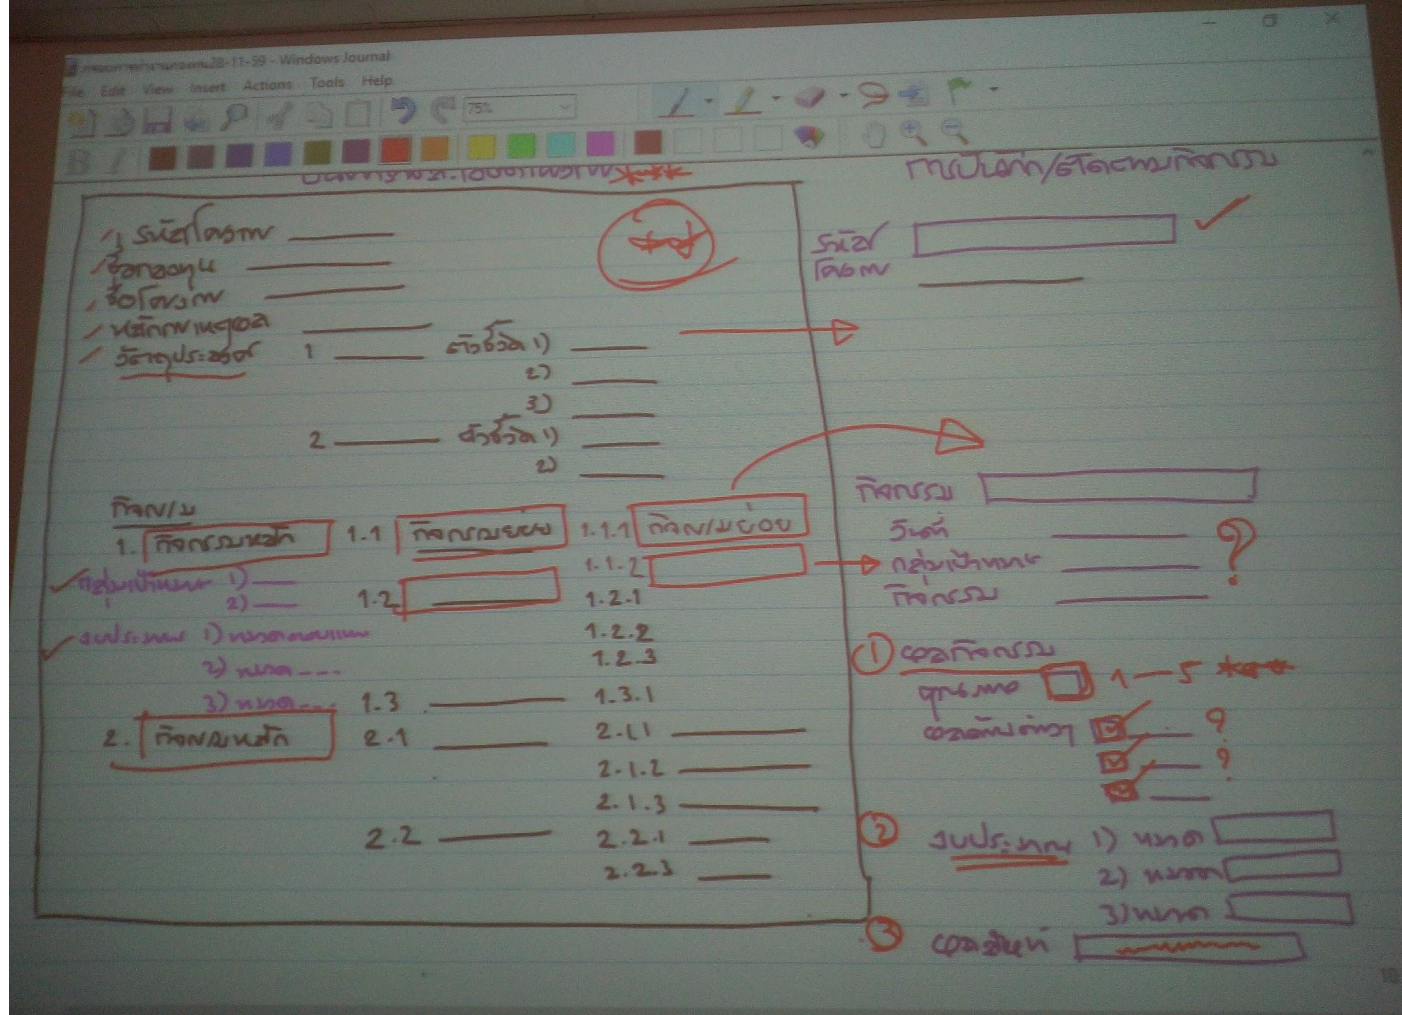 28-11-59 - Windows Journal
File Edit View Insert Actions Tools Help
75%
B I
การบันทึก/ติดตามกิจกรรม
รหัสโครงการ
ชื่อกองทุน
ชื่อโครงการ
หลักการเหตุผล
วัตถุประสงค์ 1 ตัวชี้วัด 1)
2)
3)
2 ตัวชี้วัด 1)
2)
กิจกรรม
1. กิจกรรมหลัก 1.1 กิจกรรมย่อย 1.1.1 กิจกรรมย่อย
1.1.2
กลุ่มเป้าหมาย 1)
2)
1.2 1.2.1
งบประมาณ 1) หมวดตอบแทน 1.2.2
2) หมวด ---- 1.2.3
3) หมวด --- 1.3 1.3.1
2. กิจกรรมหลัก 2.1 2.1.1
2.1.2
2.1.3
2.2 2.2.1
2.2.3
รหัส
โครงการ
กิจกรรม
วันที่
กลุ่มเป้าหมาย ?
กิจกรรม
① ผลกิจกรรม
คุณภาพ 1 — 5 ***
ผลลัพธ์ต่างๆ ?
?
② งบประมาณ 1) หมวด
2) หมวด
3) หมวด
③
10